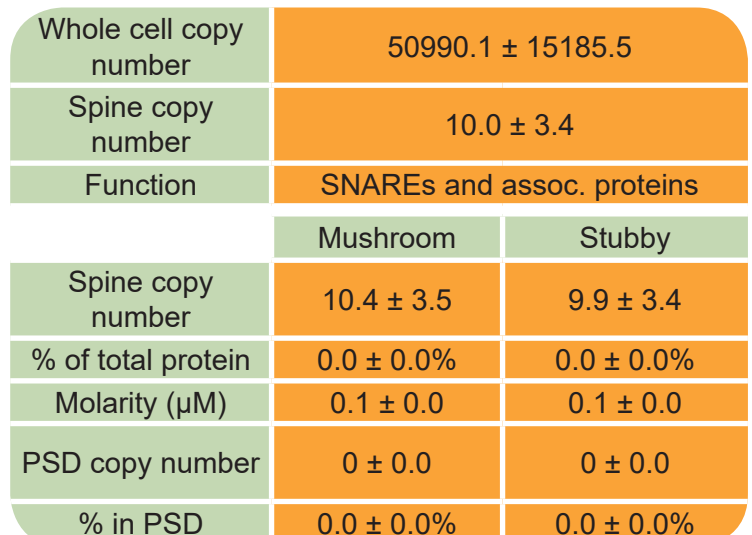 Whole cell copy
number
50990.1 ± 15185.5
Spine copy
number
10.0 ± 3.4
Function
SNAREs and assoc. proteins
Mushroom
Stubby
Spine copy
number
10.4 ± 3.5
9.9 ± 3.4
% of total protein
0.0 ± 0.0%
0.0 ± 0.0%
Molarity (µM)
0.1 ± 0.0
0.1 ± 0.0
PSD copy number
0 ± 0.0
0 ± 0.0
% in PSD
0.0 ± 0.0%
0.0 ± 0.0%